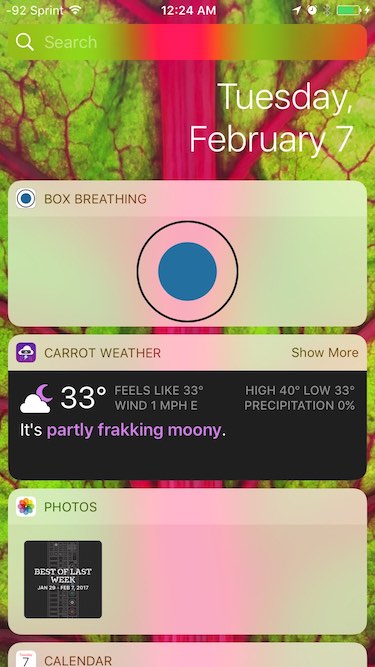 -92 Sprint 12:24 AM
Search
Tuesday,
February 7
BOX BREATHING
CARROT WEATHER Show More
33° FEELS LIKE 33° HIGH 40° LOW 33°
WIND 1 MPH E PRECIPITATION 0%
It's partly frakking moony.
PHOTOS
BEST OF LAST
WEEK
JAN 29 - FEB 7, 2017
Tuesday
7 CALENDAR